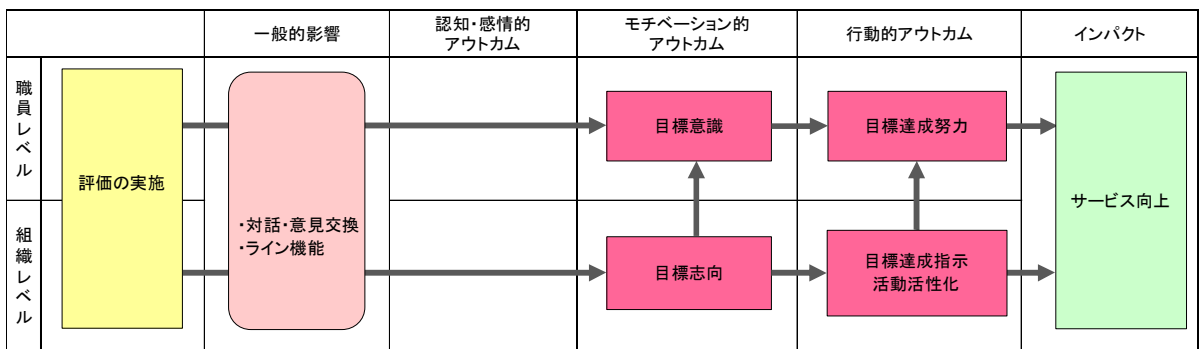 一般的影響
認知・感情的
アウトカム
モチベーション的
アウトカム
行動的アウトカム
インパクト
職員レベル
評価の実施
・対話・意見交換
・ライン機能
目標意識
目標達成努力
サービス向上
組織レベル
目標志向
目標達成指示
活動活性化